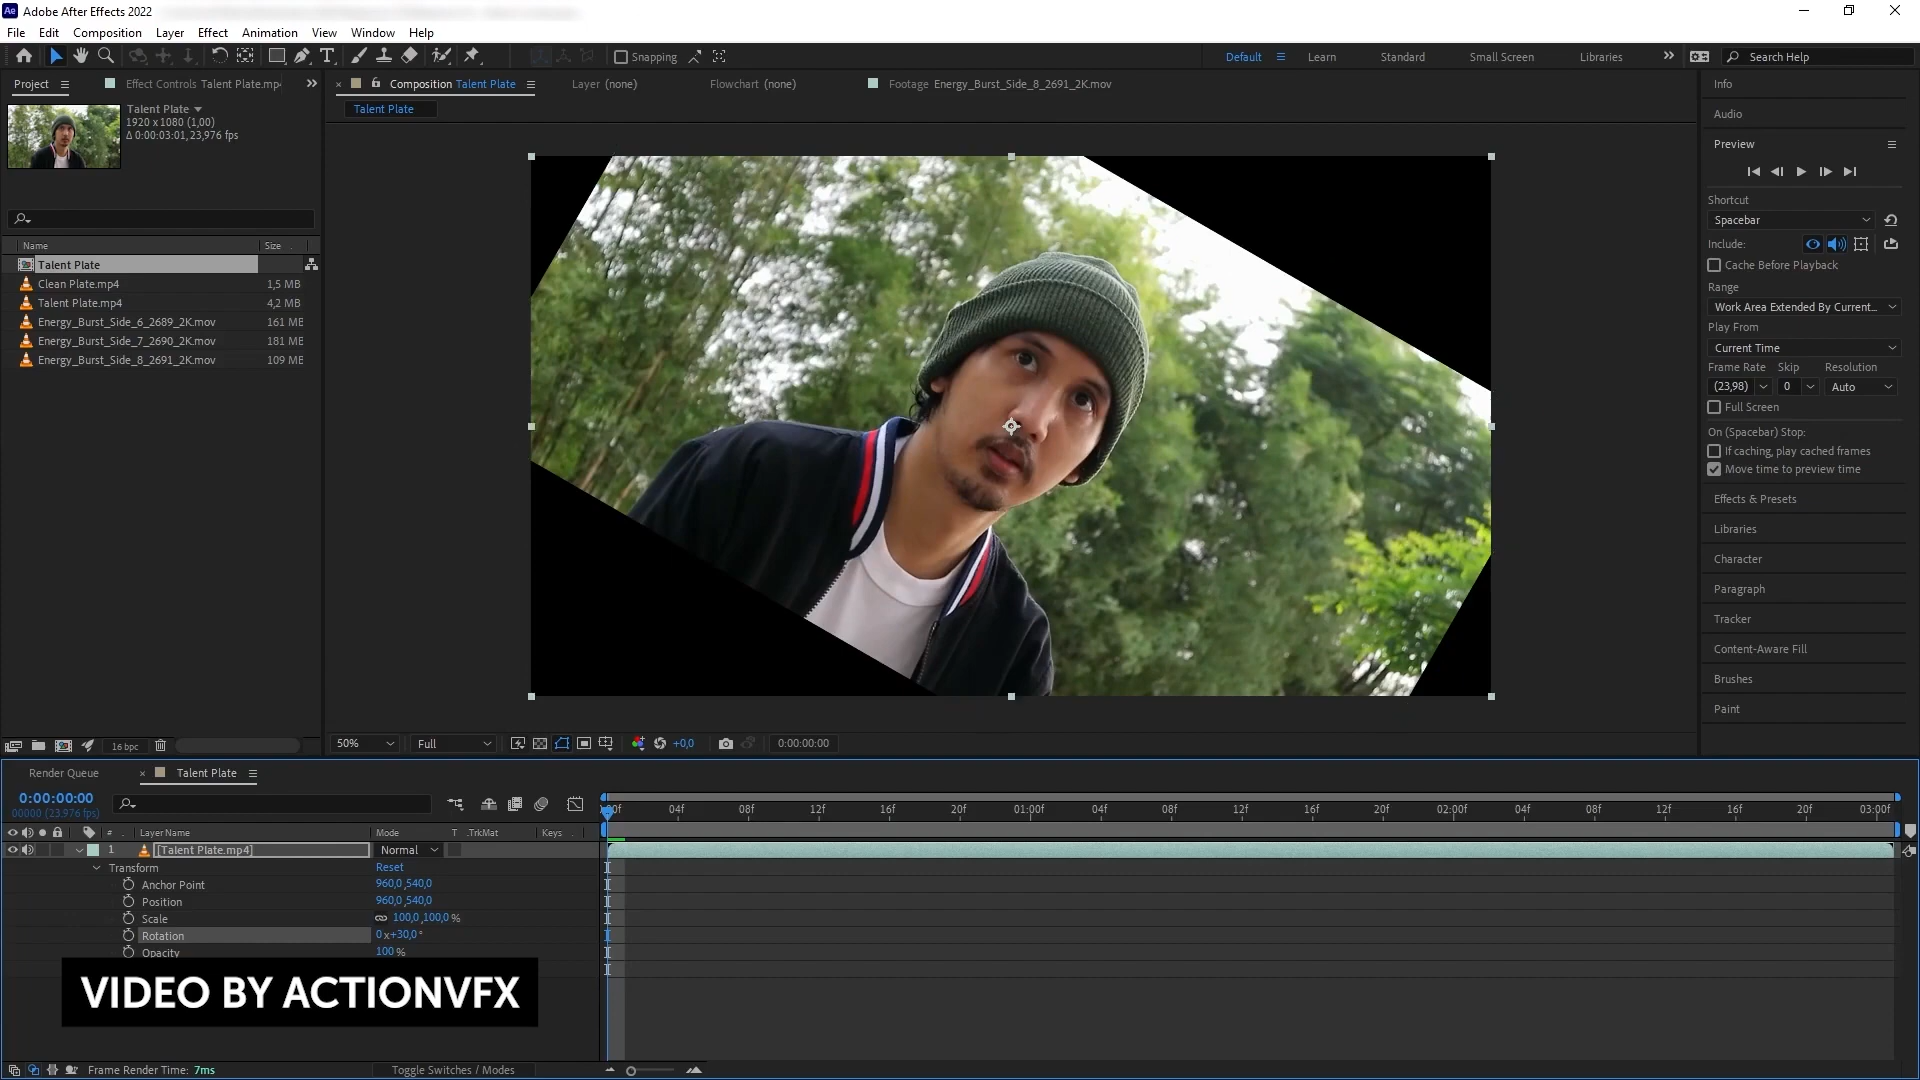 Ae Adobe After Effects 2022
File Edit Composition Layer Effect Animation View Window Help
Snapping
Default Learn Standard Small Screen Libraries Search Help
Project Effect Controls Talent Plate.mp
Composition Talent Plate Layer (none) Flowchart (none) Footage Energy_Burst_Side_8_2691_2K.mov
Talent Plate
Talent Plate
1920 x 1080 (1,00)
Δ 0:00:03:01, 23,976 fps
Name Size
Talent Plate
Clean Plate.mp4 1,5 MB
Talent Plate.mp4 4,2 MB
Energy_Burst_Side_6_2689_2K.mov 161 MB
Energy_Burst_Side_7_2690_2K.mov 181 MB
Energy_Burst_Side_8_2691_2K.mov 109 MB
16 bpc
50% Full +0,0 0:00:00:00
Info
Audio
Preview
Shortcut
Spacebar
Include:
Cache Before Playback
Range
Work Area Extended By Current...
Play From
Current Time
Frame Rate Skip Resolution
(23,98) 0 Auto
Full Screen
On (Spacebar) Stop:
If caching, play cached frames
Move time to preview time
Effects & Presets
Libraries
Character
Paragraph
Tracker
Content-Aware Fill
Brushes
Paint
Render Queue Talent Plate
0:00:00:00
00000 (23.976 fps)
:00f 04f 08f 12f 16f 20f 01:00f 04f 08f 12f 16f 20f 02:00f 04f 08f 12f 16f 20f 03:00f
# Layer Name Mode T .TrkMat Keys
1 [Talent Plate.mp4] Normal
Transform Reset
Anchor Point 960,0 ,540,0
Position 960,0 ,540,0
Scale 100,0 ,100,0 %
Rotation 0 x+30,0 °
Opacity 100 %
VIDEO BY ACTIONVFX
Frame Render Time: 7ms Toggle Switches / Modes